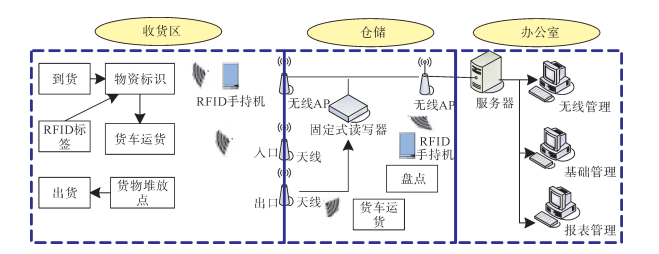 收货区
仓储
办公室
到货
物资标识
RFID手持机
RFID标
签
货车运货
出货
货物堆放
点
无线AP
无线AP
固定式读写器
入口
天线
RFID
手持机
盘点
出口
天线
货车运
货
服务器
无线管理
基础管理
报表管理